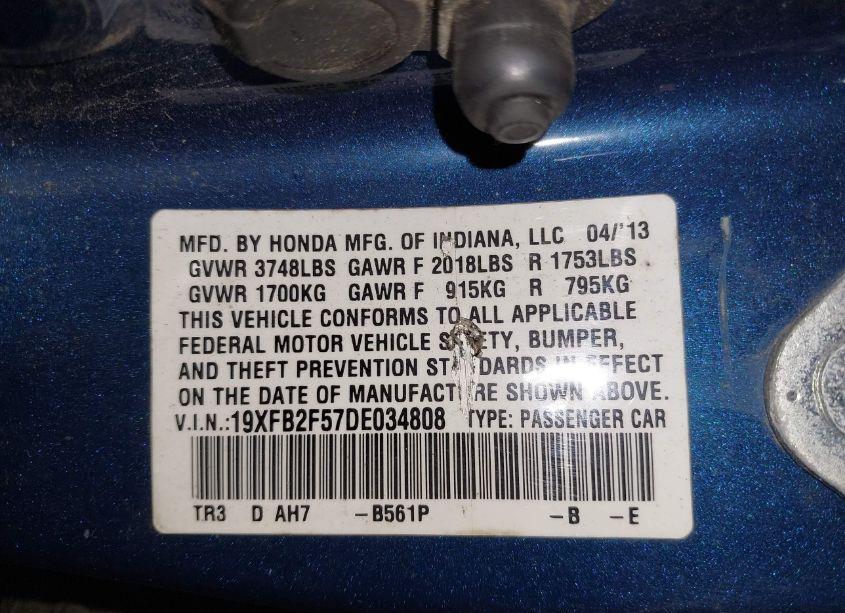 MFD. BY HONDA MFG. OF INDIANA, LLC 04/'13
GVWR 3748LBS GAWR F 2018LBS R 1753LBS
GVWR 1700KG GAWR F 915KG R 795KG
THIS VEHICLE CONFORMS TO ALL APPLICABLE
FEDERAL MOTOR VEHICLE SAFETY, BUMPER,
AND THEFT PREVENTION STANDARDS IN EFFECT
ON THE DATE OF MANUFACTURE SHOWN ABOVE.
V.I.N.:19XFB2F57DE034808 TYPE: PASSENGER CAR
TR3 D AH7 -B561P -B -E